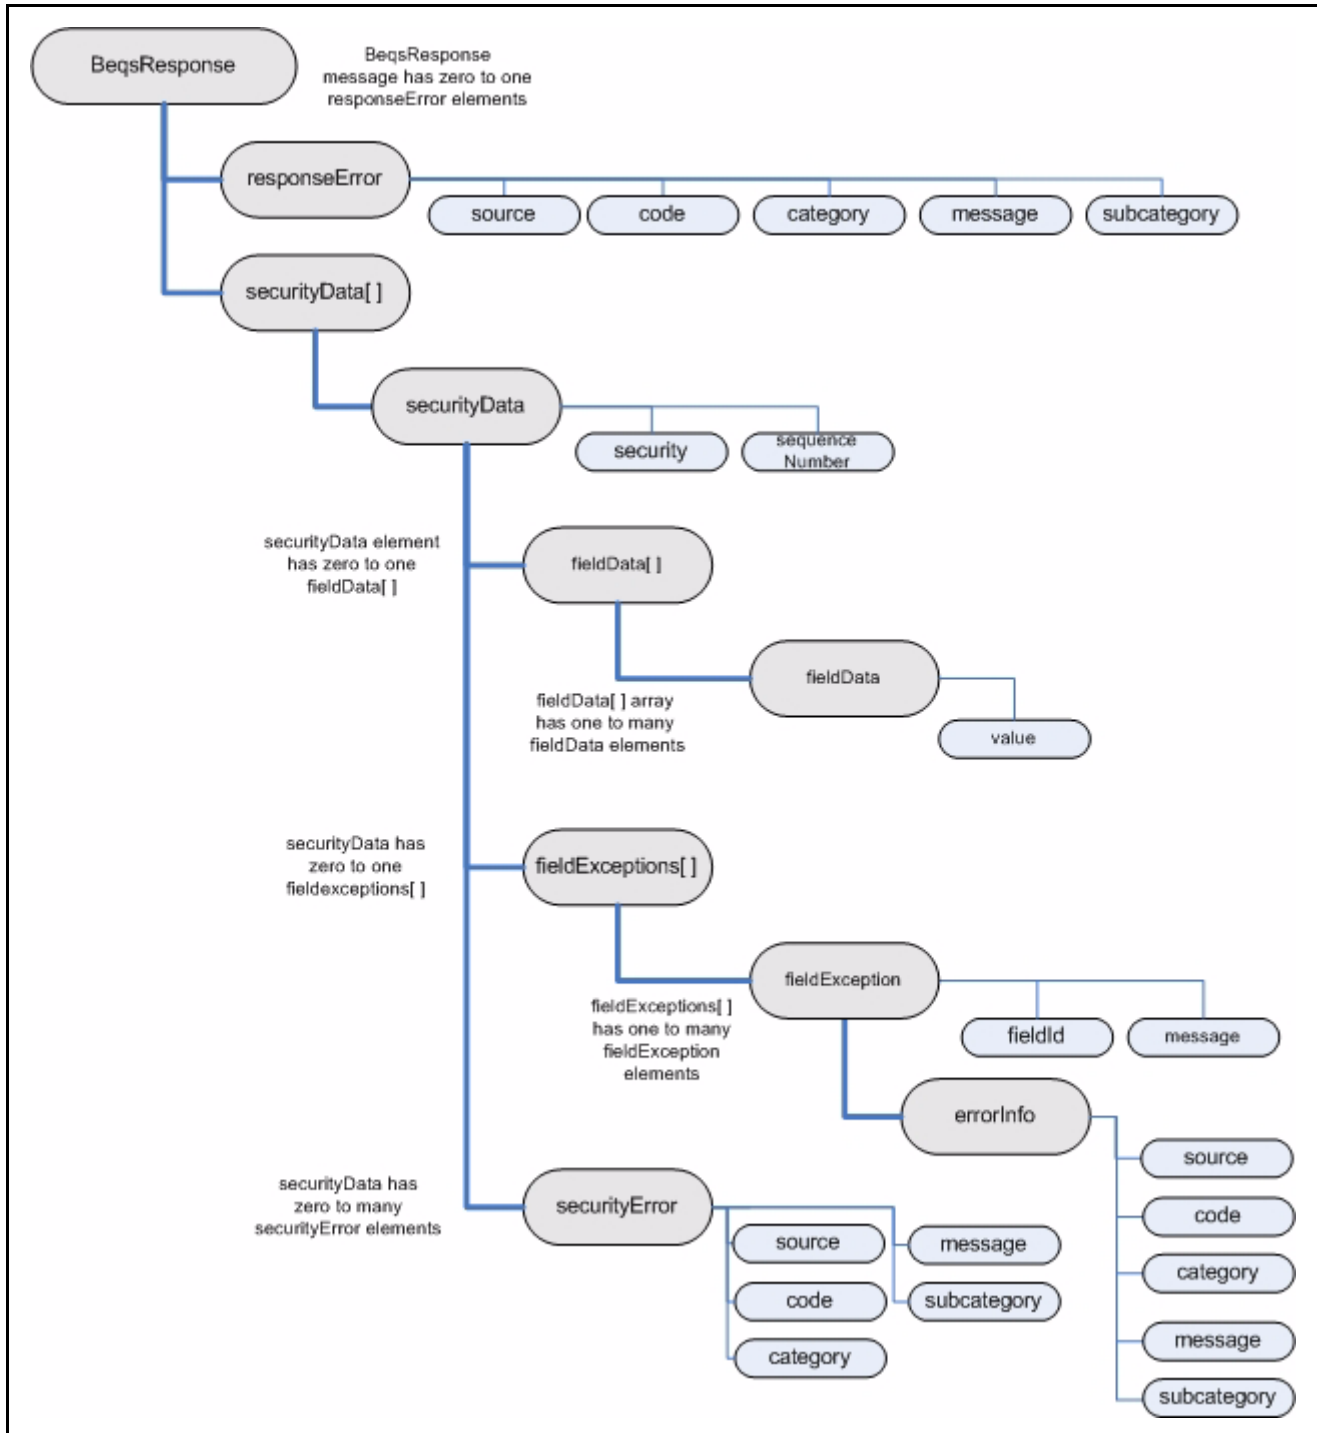 BeqsResponse
BeqsResponse
message has zero to one
responseError elements
responseError
source
code
category
message
subcategory
securityData[ ]
securityData
security
sequence
Number
securityData element
has zero to one
fieldData[ ]
fieldData[ ]
fieldData
fieldData[ ] array
has one to many
fieldData elements
value
securityData has
zero to one
fieldexceptions[ ]
fieldExceptions[ ]
fieldException
fieldExceptions[ ]
has one to many
fieldException
elements
fieldId
message
errorInfo
source
code
category
message
subcategory
securityData has
zero to many
securityError elements
securityError
source
message
code
subcategory
category